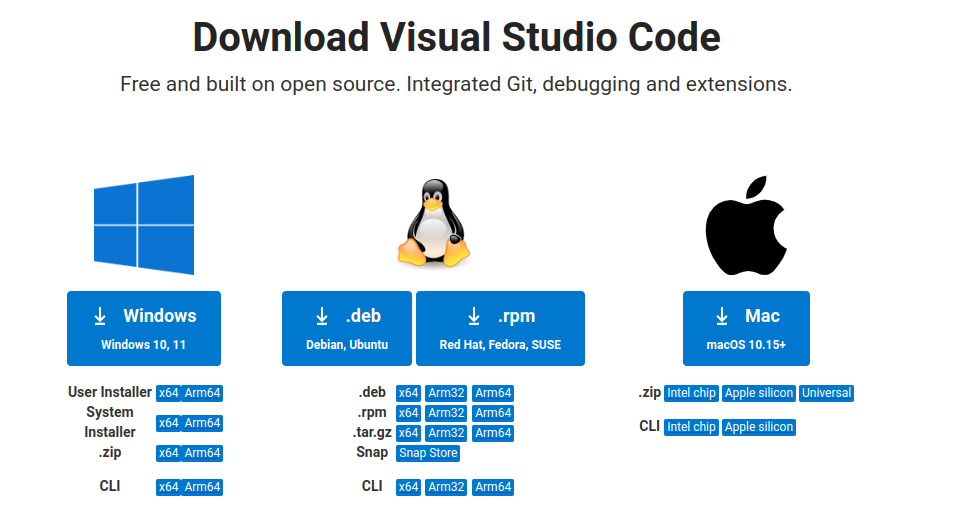 Download Visual Studio Code
Free and built on open source. Integrated Git, debugging and extensions.
Windows
Windows 10, 11
User Installer x64 Arm64
System
Installer x64 Arm64
.zip x64 Arm64
CLI x64 Arm64
.deb
Debian, Ubuntu
.rpm
Red Hat, Fedora, SUSE
.deb x64 Arm32 Arm64
.rpm x64 Arm32 Arm64
.tar.gz x64 Arm32 Arm64
Snap Snap Store
CLI x64 Arm32 Arm64
Mac
macOS 10.15+
.zip Intel chip Apple silicon Universal
CLI Intel chip Apple silicon